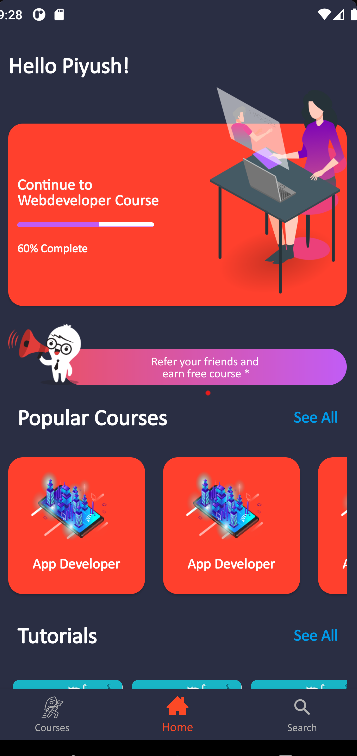 9:28
Hello Piyush!
Continue to
Webdeveloper Course
60% Complete
Refer your friends and
earn free course *
Popular Courses
See All
App Developer
App Developer
A
Tutorials
See All
Courses
Home
Search